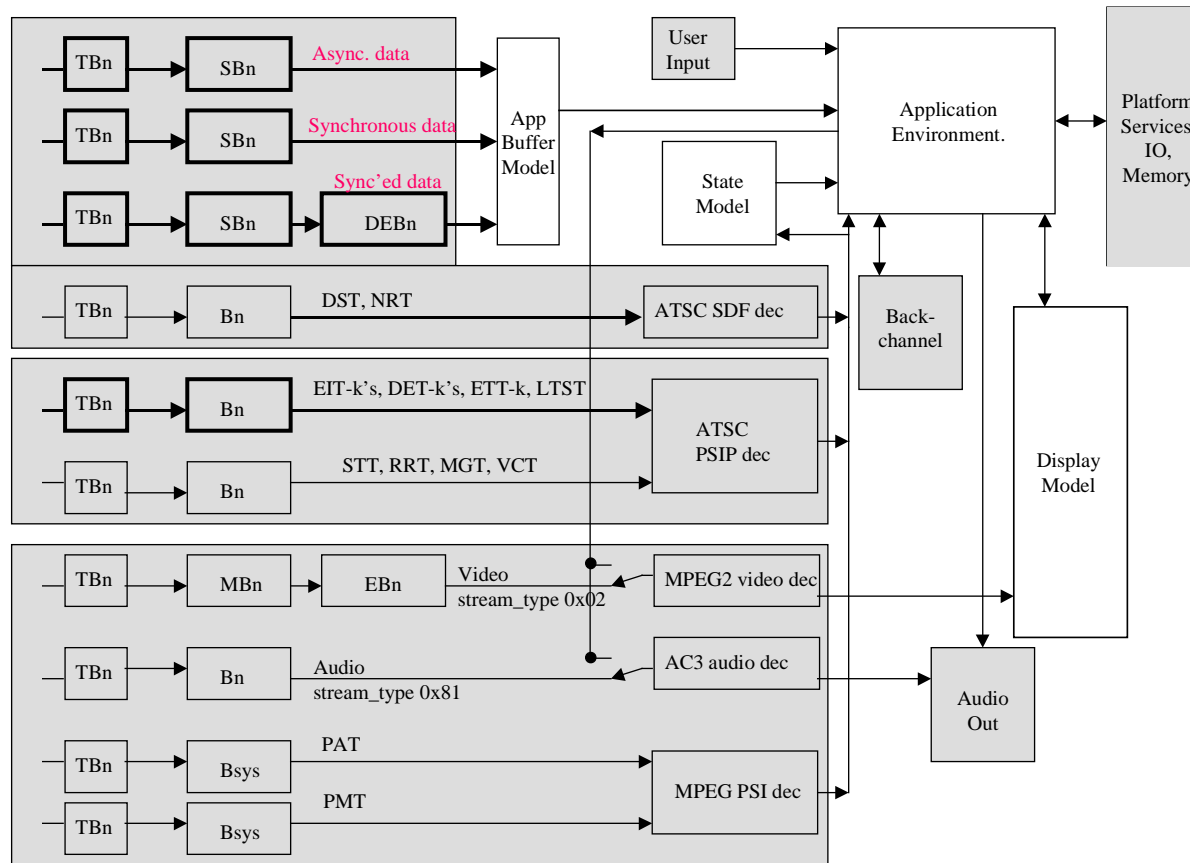 TBn
SBn
Async. data
TBn
SBn
Synchronous data
TBn
SBn
Sync'ed data
DEBn
App
Buffer
Model
User
Input
Application
Environment.
Platform
Services,
IO,
Memory
State
Model
TBn
Bn
DST, NRT
ATSC SDF dec
Back-
channel
TBn
Bn
EIT-k's, DET-k's, ETT-k, LTST
ATSC
PSIP dec
TBn
Bn
STT, RRT, MGT, VCT
Display
Model
TBn
MBn
EBn
Video
stream_type 0x02
MPEG2 video dec
TBn
Bn
Audio
stream_type 0x81
AC3 audio dec
Audio
Out
TBn
Bsys
PAT
MPEG PSI dec
TBn
Bsys
PMT